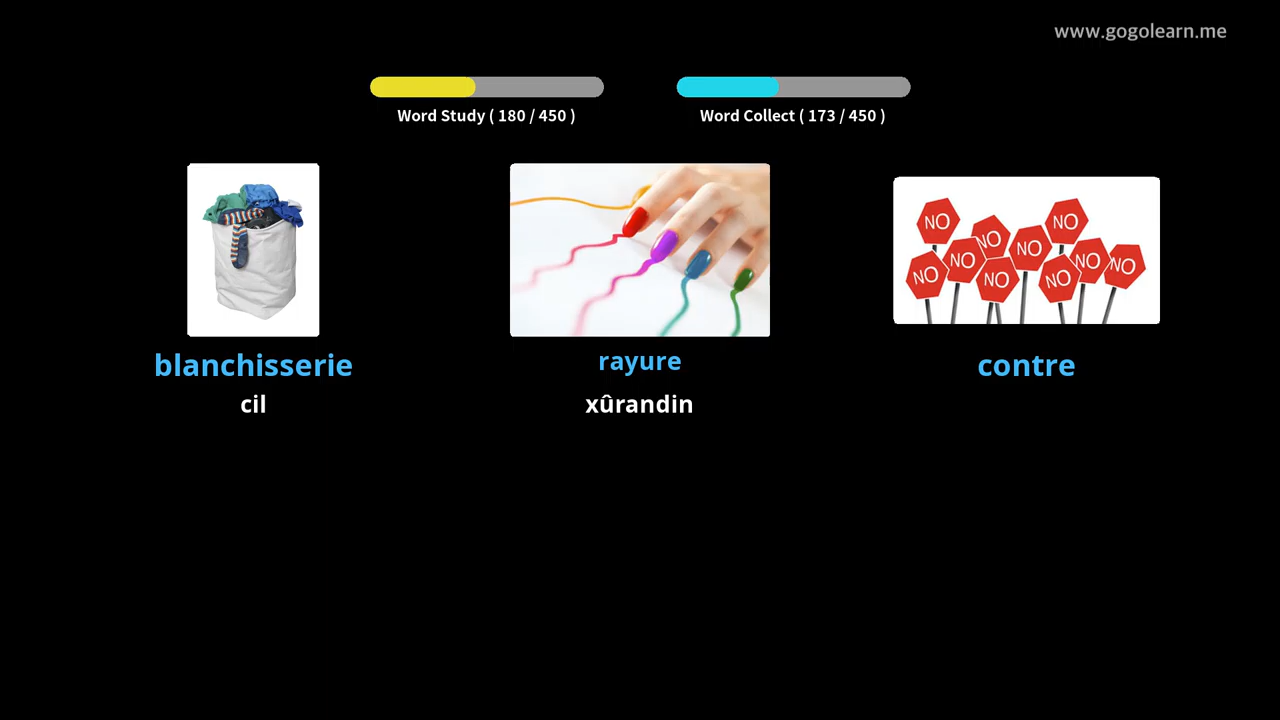 www.gogolearn.me
Word Study ( 180 / 450 )
Word Collect ( 173 / 450 )
NO
NO
NO
NO
NO
NO
NO
NO
NO
NO
blanchisserie
rayure
contre
cil
xûrandin